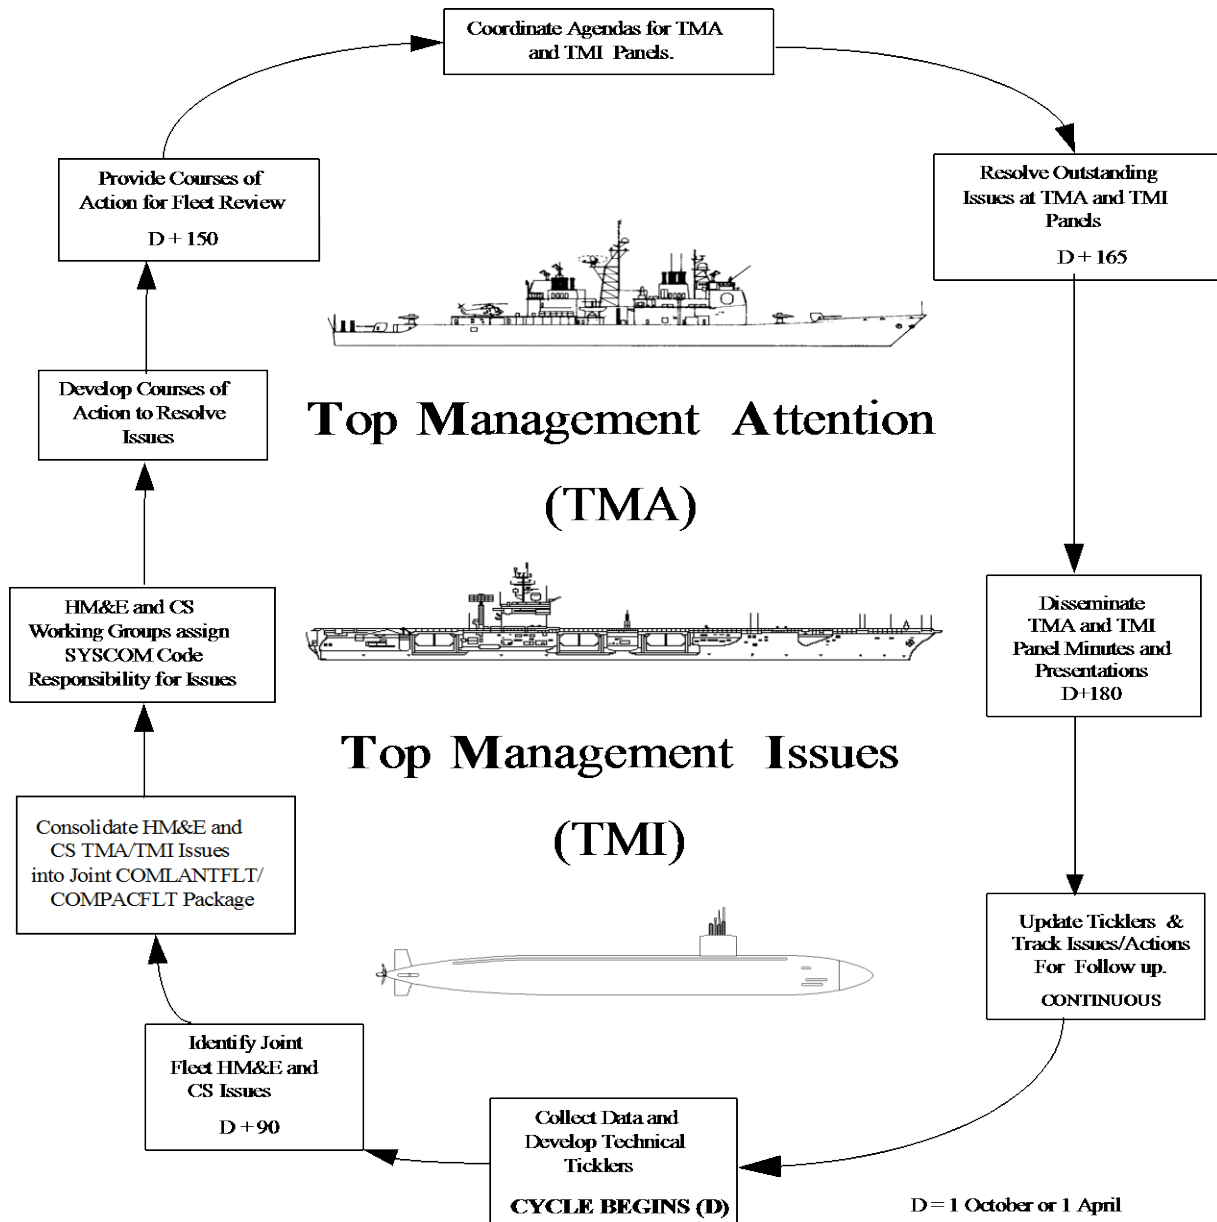 Coordinate Agendas for TMA
and TMI Panels.
Provide Courses of
Action for Fleet Review
D + 150
Resolve Outstanding
Issues at TMA and TMI
Panels
D + 165
Develop Courses of
Action to Resolve
Issues
Top Management Attention
(TMA)
HM&E and CS
Working Groups assign
SYSCOM Code
Responsibility for Issues
Disseminate
TMA and TMI
Panel Minutes and
Presentations
D+180
Top Management Issues
(TMI)
Consolidate HM&E and
CS TMA/TMI Issues
into Joint COMLANTFLT/
COMPACFLT Package
Update Ticklers &
Track Issues/Actions
For Follow up.
CONTINUOUS
Identify Joint
Fleet HM&E and
CS Issues
D + 90
Collect Data and
Develop Technical
Ticklers
CYCLE BEGINS (D)
D = 1 October or 1 April